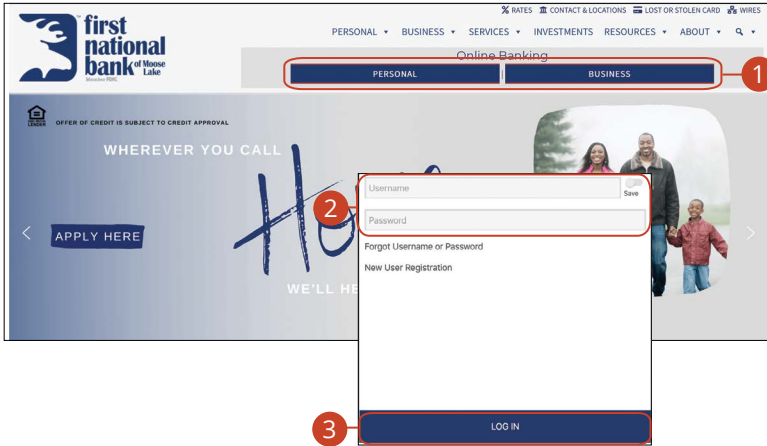 RATES CONTACT & LOCATIONS LOST OR STOLEN CARD WIRES
first
national
bank of Moose
Lake
Member FDIC
PERSONAL BUSINESS SERVICES INVESTMENTS RESOURCES ABOUT
Online Banking
PERSONAL | BUSINESS
1
OFFER OF CREDIT IS SUBJECT TO CREDIT APPROVAL
WHEREVER YOU CALL
APPLY HERE
WE'LL HE
2
Username
Save
Password
Forgot Username or Password
New User Registration
3
LOG IN